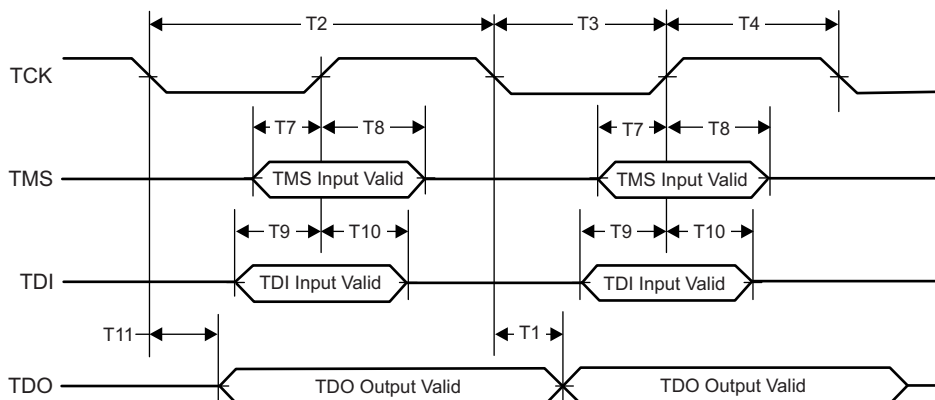 T2 T3 T4
TCK
T7 T8 T7 T8
TMS TMS Input Valid TMS Input Valid
T9 T10 T9 T10
TDI TDI Input Valid TDI Input Valid
T11 T1
TDO TDO Output Valid TDO Output Valid